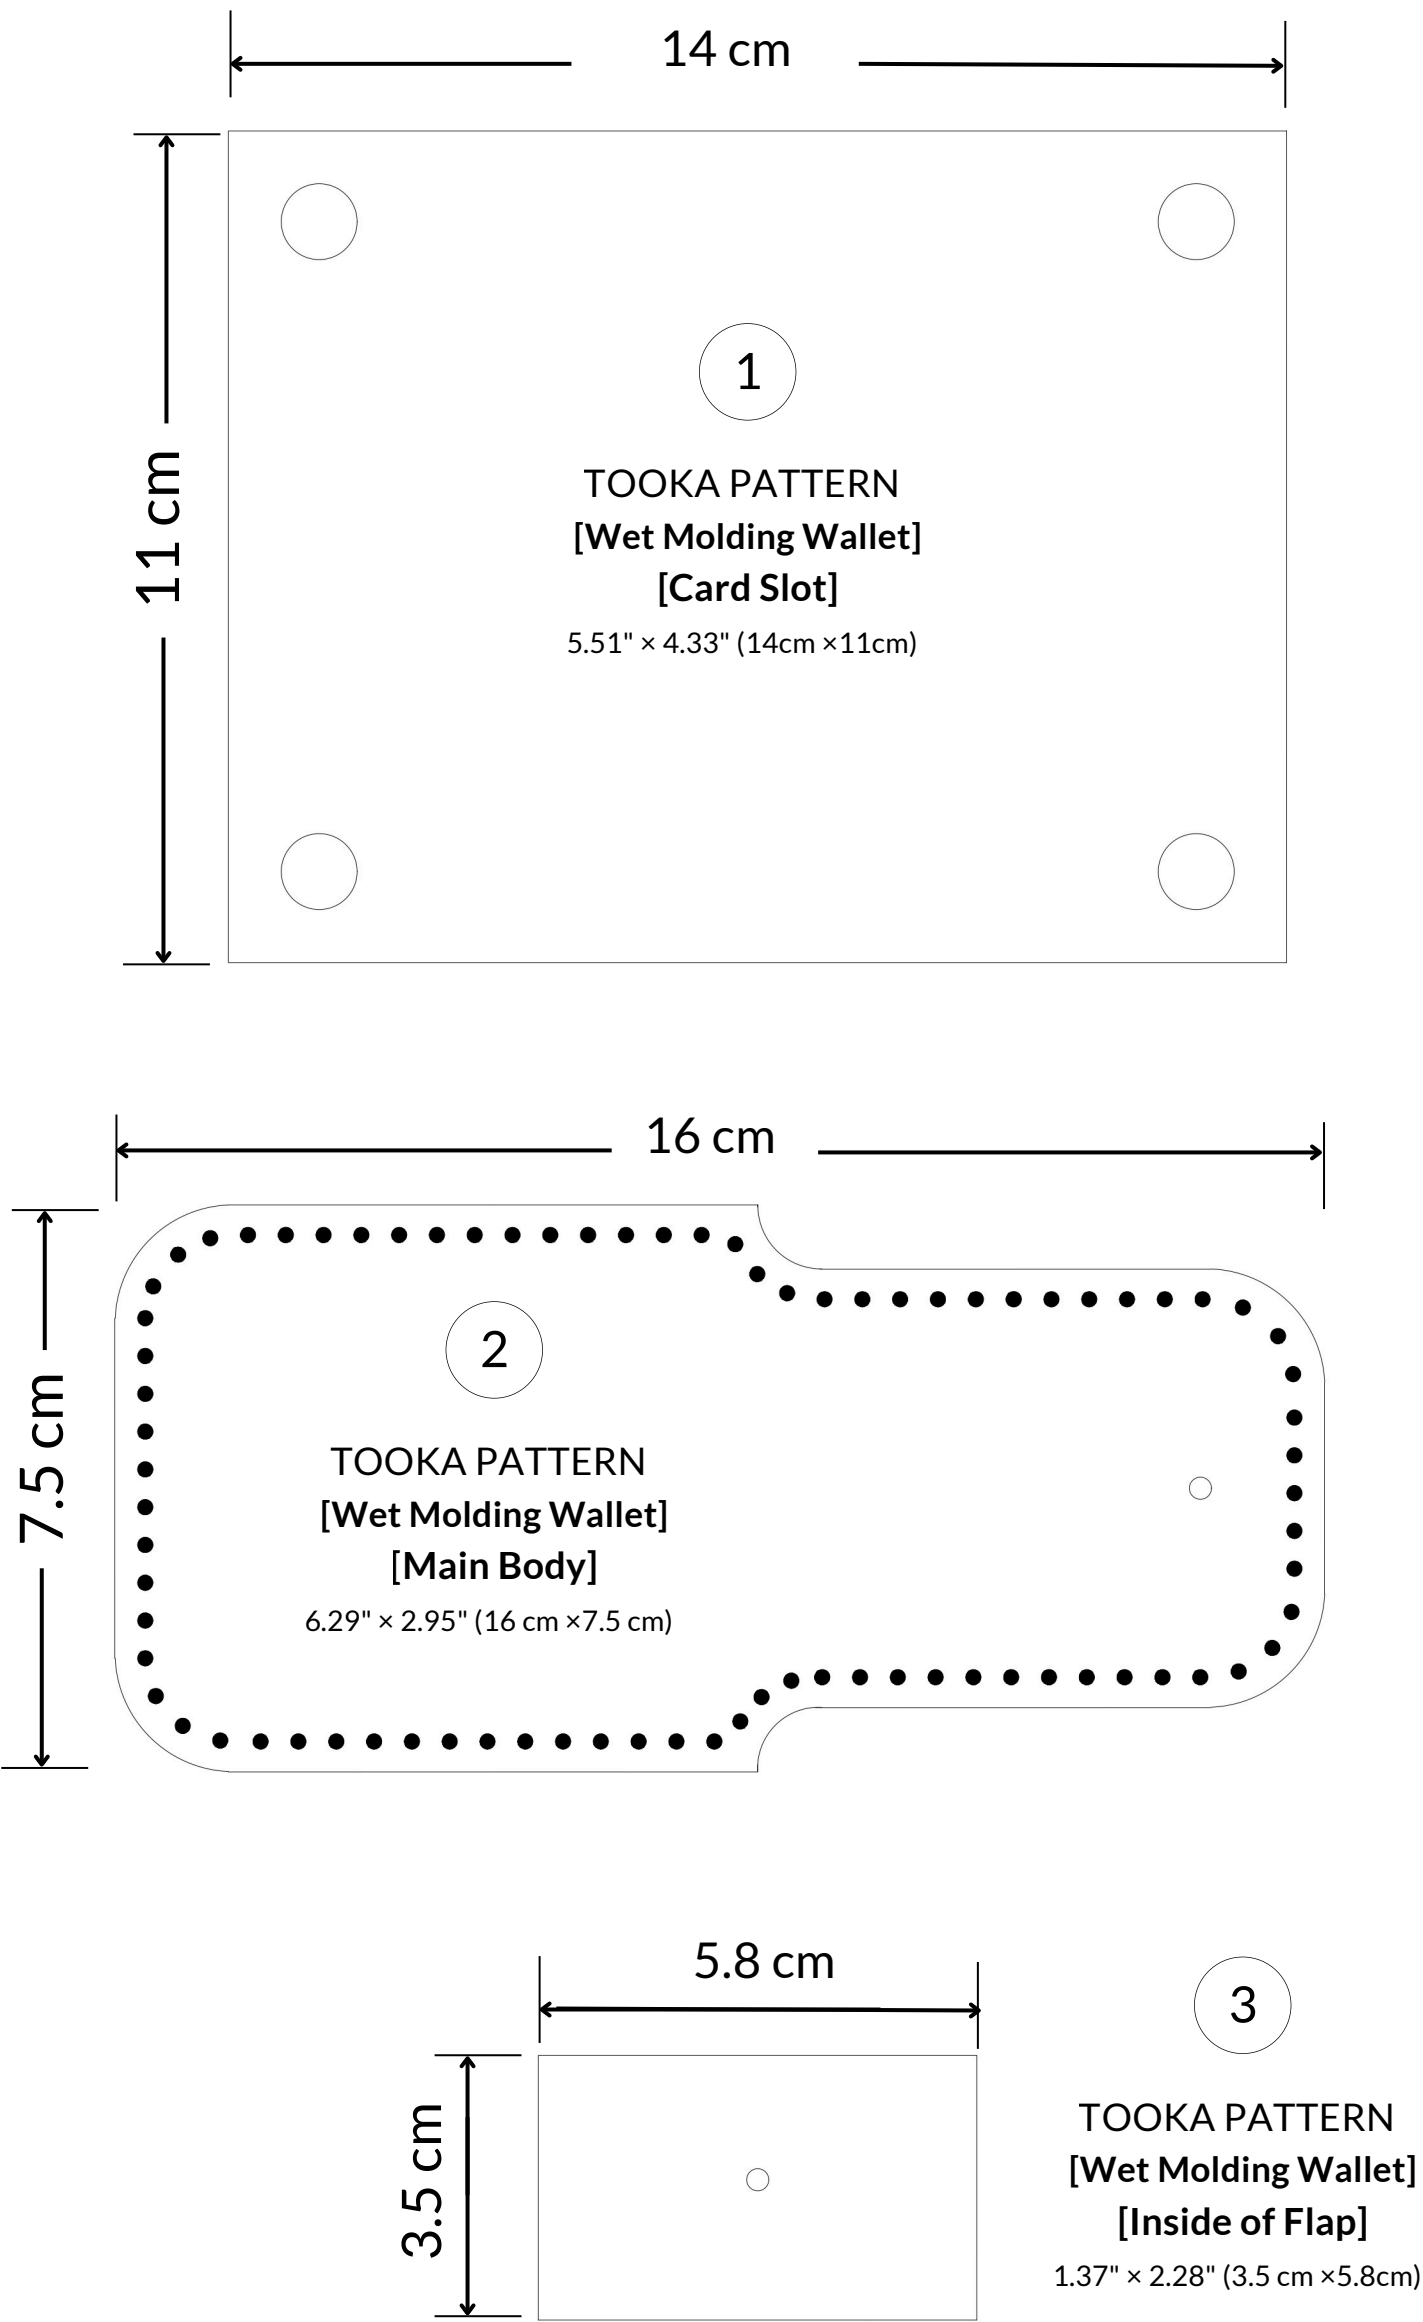 14 cm
11 cm
1
TOOKA PATTERN
[Wet Molding Wallet]
[Card Slot]
5.51" × 4.33" (14cm ×11cm)
16 cm
7.5 cm
2
TOOKA PATTERN
[Wet Molding Wallet]
[Main Body]
6.29" × 2.95" (16 cm ×7.5 cm)
5.8 cm
3.5 cm
3
TOOKA PATTERN
[Wet Molding Wallet]
[Inside of Flap]
1.37" × 2.28" (3.5 cm ×5.8cm)